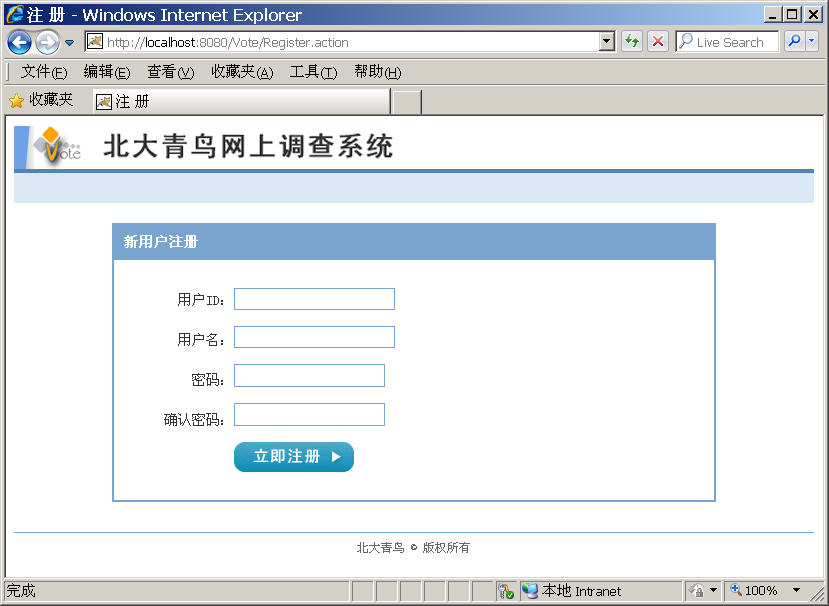 注 册 - Windows Internet Explorer
http://localhost:8080/Vote/Register.action
Live Search
文件(F) 编辑(E) 查看(V) 收藏夹(A) 工具(T) 帮助(H)
收藏夹 注 册
Vote 北大青鸟网上调查系统
新用户注册
用户ID:
用户名:
密码:
确认密码:
立即注册
北大青鸟 © 版权所有
完成 本地 Intranet 100%